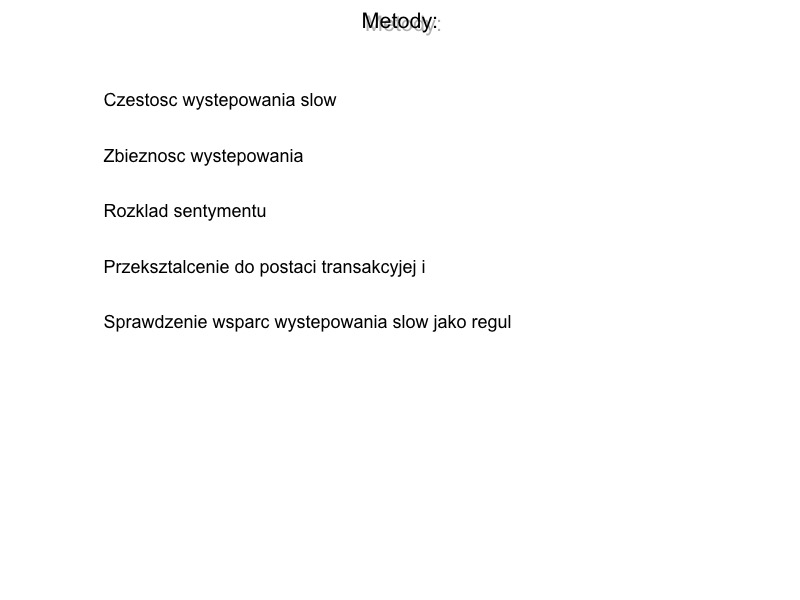 Metody:
Czestosc wystepowania slow
Zbieznosc wystepowania
Rozklad sentymentu
Przeksztalcenie do postaci transakcyjej i
Sprawdzenie wsparc wystepowania slow jako regul